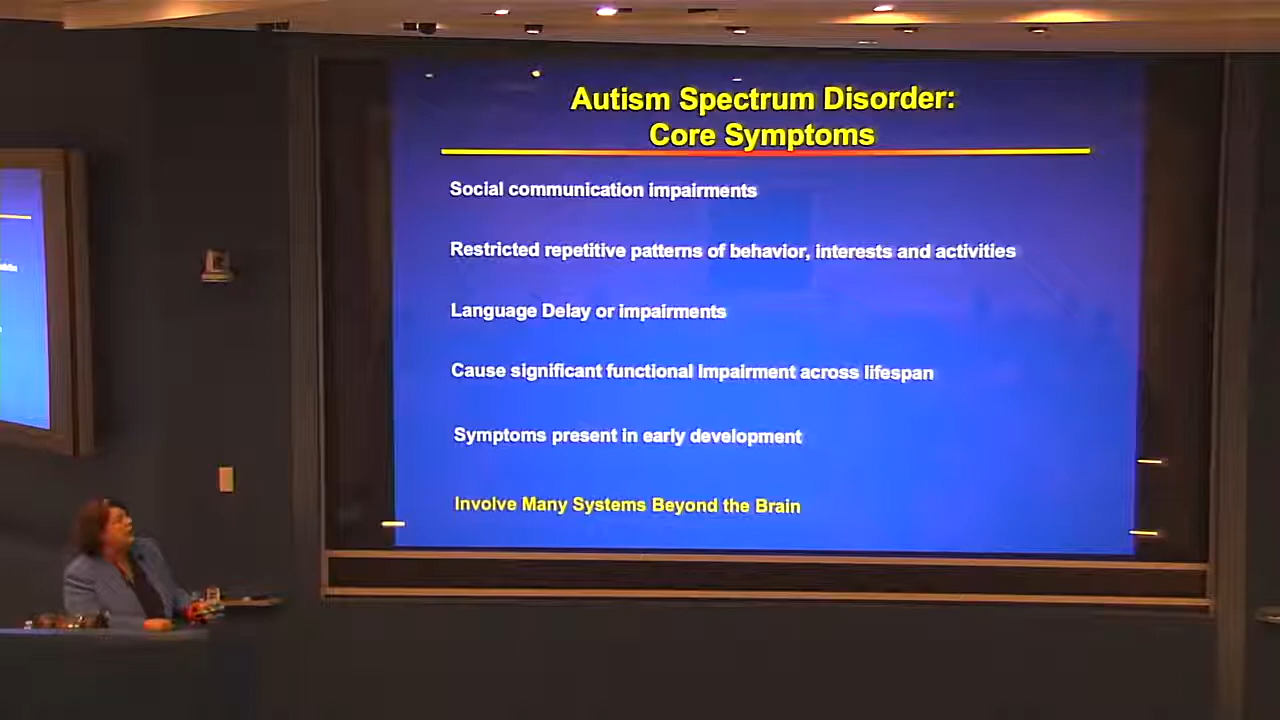 Autism Spectrum Disorder:
Core Symptoms
Social communication impairments
Restricted repetitive patterns of behavior, interests and activities
Language Delay or impairments
Cause significant functional Impairment across lifespan
Symptoms present in early development
Involve Many Systems Beyond the Brain